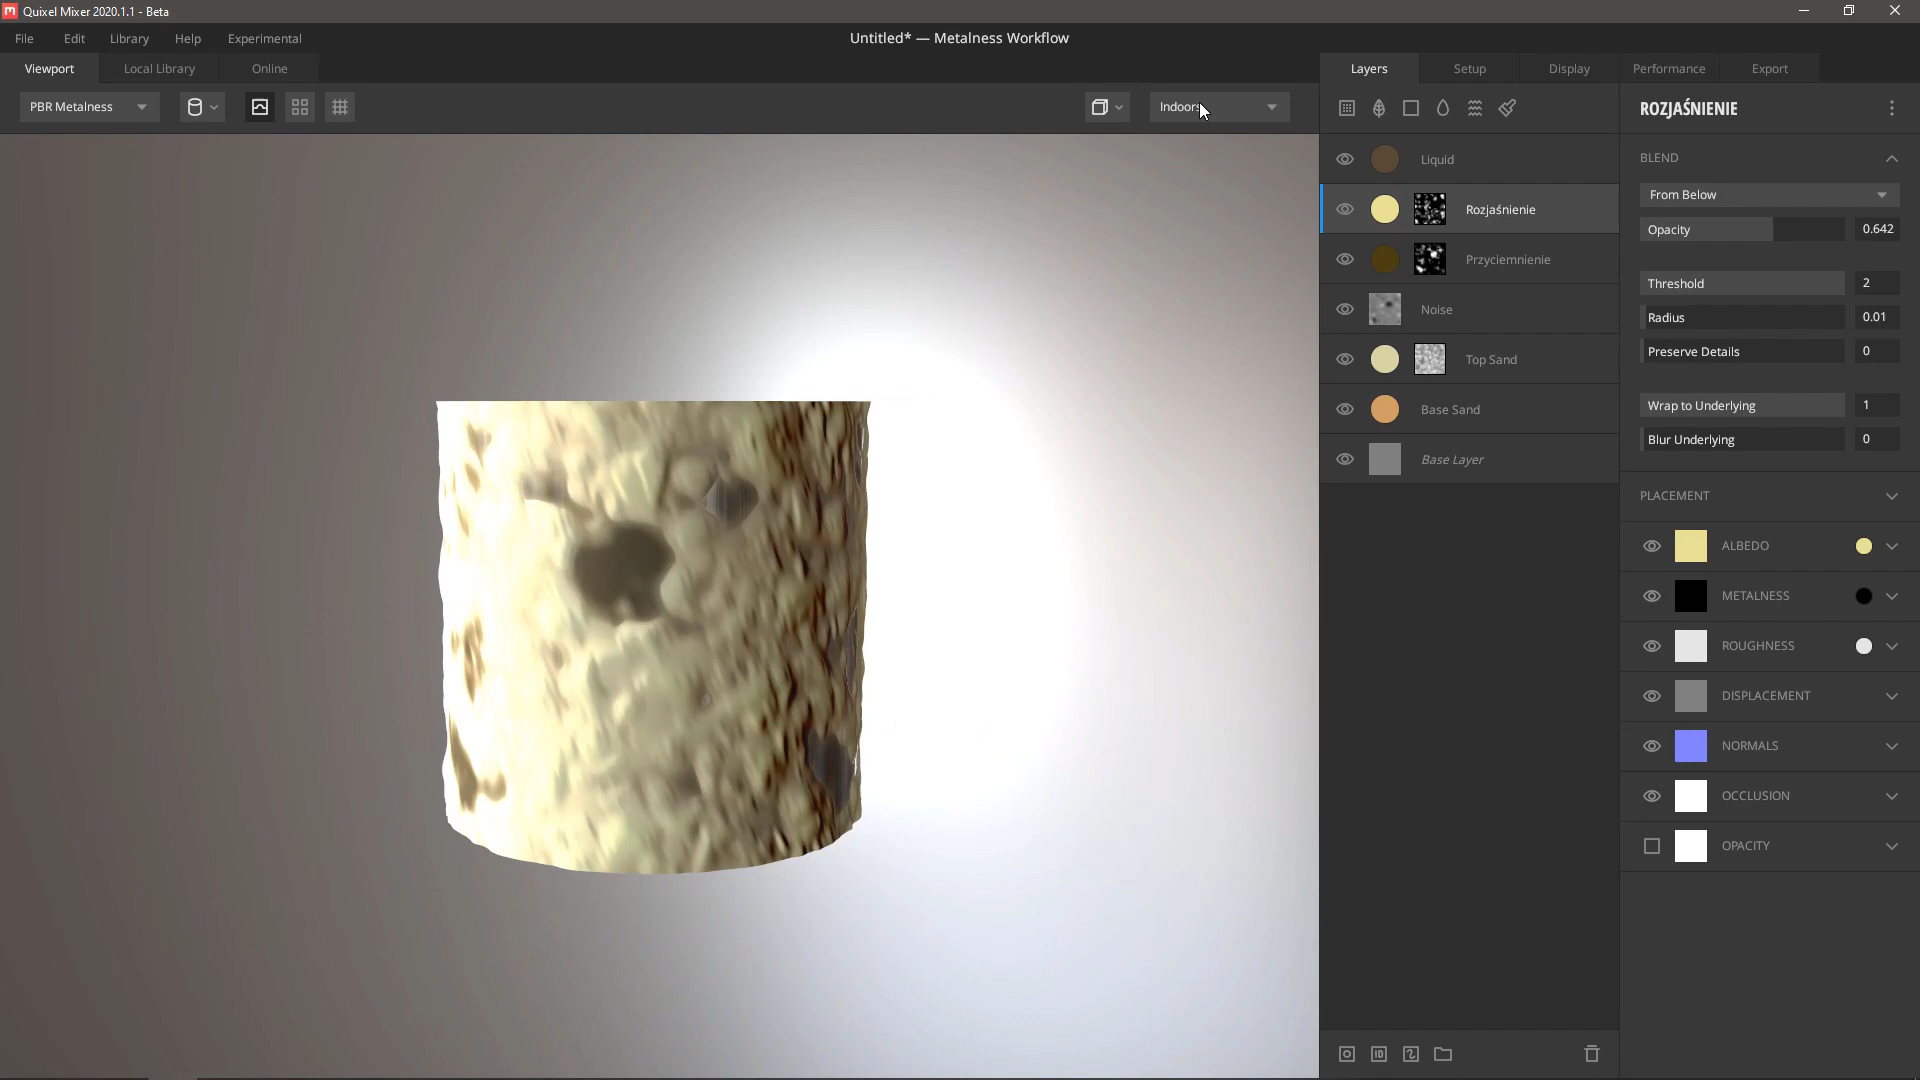 Quixel Mixer 2020.1.1 - Beta
File Edit Library Help Experimental
Untitled* — Metalness Workflow
Viewport Local Library Online
Layers Setup Display Performance Export
PBR Metalness
Indoors
ROZJAŚNIENIE
Liquid
Rozjaśnienie
Przyciemnienie
Noise
Top Sand
Base Sand
Base Layer
BLEND
From Below
Opacity 0.642
Threshold 2
Radius 0.01
Preserve Details 0
Wrap to Underlying 1
Blur Underlying 0
PLACEMENT
ALBEDO
METALNESS
ROUGHNESS
DISPLACEMENT
NORMALS
OCCLUSION
OPACITY